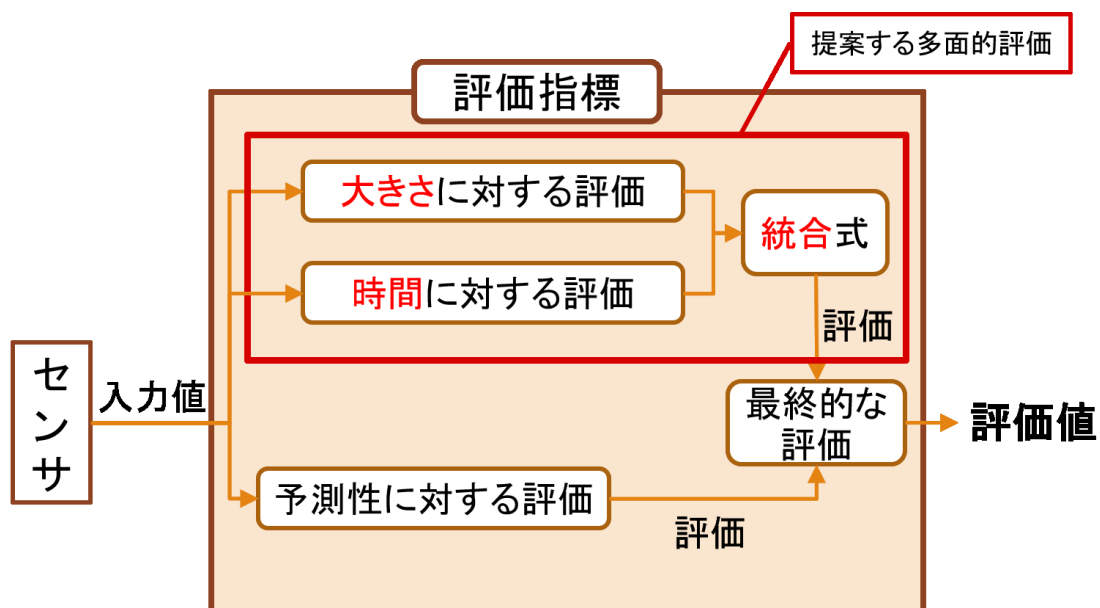 提案する多面的評価
評価指標
大きさに対する評価
統合式
時間に対する評価
評価
センサ
入力値
最終的な
評価
評価値
予測性に対する評価
評価